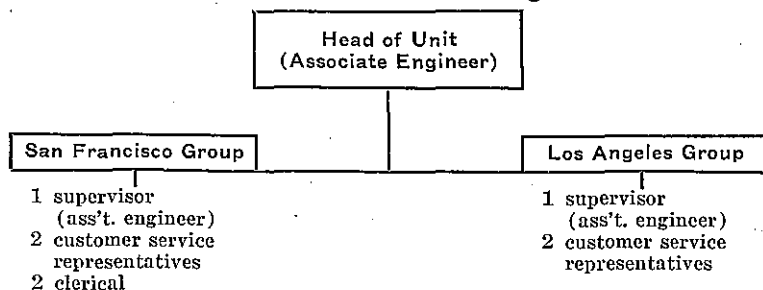 Head of Unit
(Associate Engineer)
San Francisco Group
1 supervisor
(ass't. engineer)
2 customer service
representatives
2 clerical
Los Angeles Group
1 supervisor
(ass't. engineer)
2 customer service
representatives